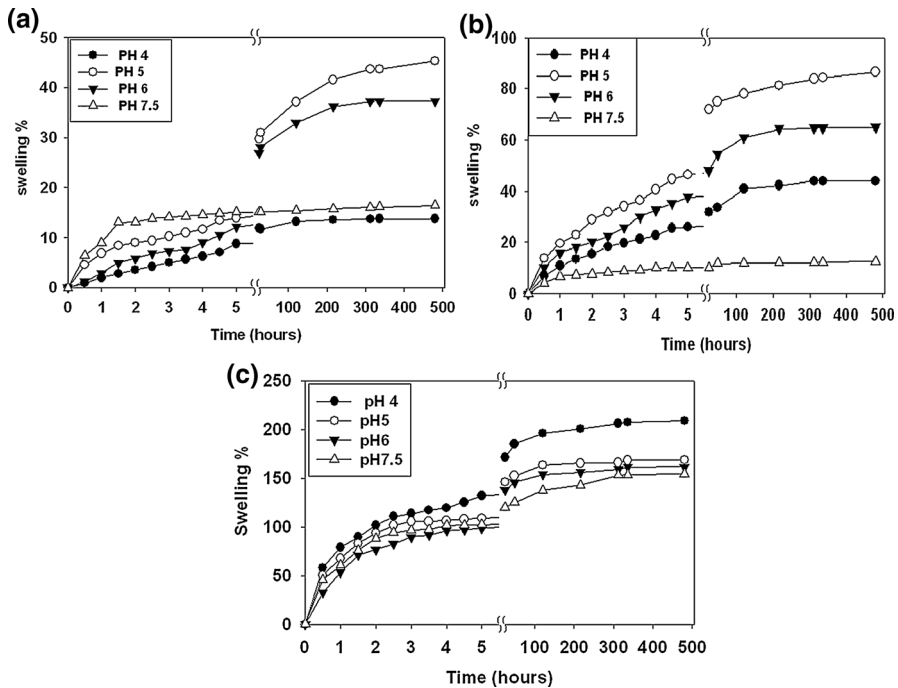 (a)
50
40
30
20
10
0
swelling %
PH 4
PH 5
PH 6
PH 7.5
0 1 2 3 4 5 100 200 300 400 500
Time (hours)
(b)
100
80
60
40
20
0
swelling %
PH 4
PH 5
PH 6
PH 7.5
0 1 2 3 4 5 100 200 300 400 500
Time (hours)
(c)
250
200
150
100
50
0
Swelling %
pH 4
pH5
pH6
pH7.5
0 1 2 3 4 5 100 200 300 400 500
Time (hours)